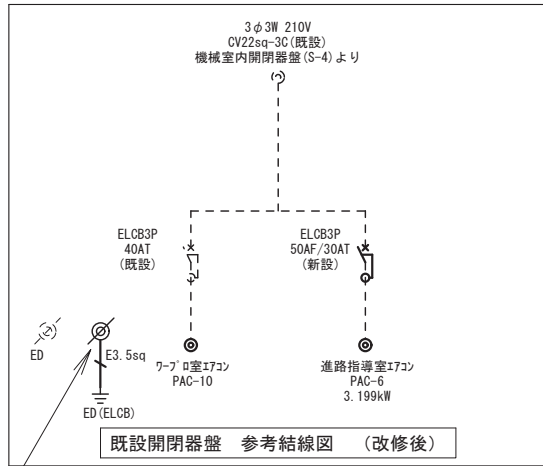 3φ3W 210V
CV22sq-3C(既設)
機械室内開閉器盤(S-4)より
ELCB3P
40AT
(既設)
ELCB3P
50AF/30AT
(新設)
ED
E3.5sq
ED(ELCB)
ワープロ室エアコン
PAC-10
進路指導室エアコン
PAC-6
3.199kW
既設開閉器盤 参考結線図 (改修後)